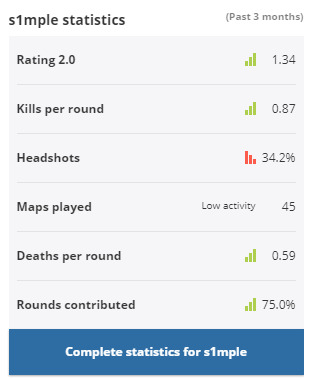 s1mple statistics (Past 3 months)
Rating 2.0 1.34
Kills per round 0.87
Headshots 34.2%
Maps played Low activity 45
Deaths per round 0.59
Rounds contributed 75.0%
Complete statistics for s1mple